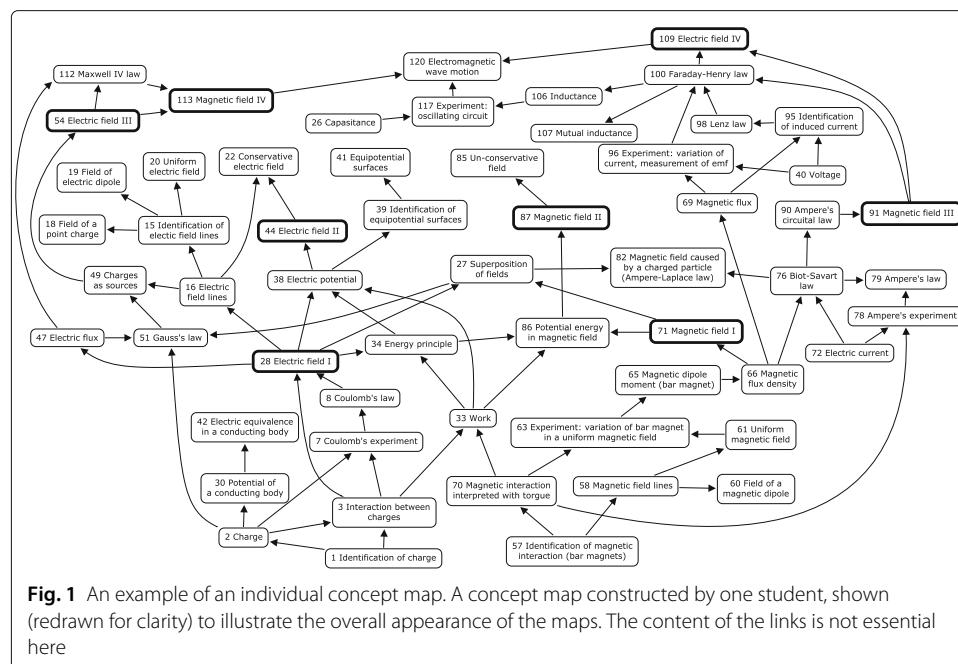 109 Electric field IV
120 Electromagnetic
wave motion
112 Maxwell IV law
100 Faraday-Henry law
113 Magnetic field IV
106 Inductance
117 Experiment:
oscillating circuit
54 Electric field III
26 Capasitance
98 Lenz law
95 Identification
of induced current
107 Mutual inductance
20 Uniform
electric field
22 Conservative
electric field
41 Equipotential
surfaces
85 Un-conservative
field
96 Experiment: variation of
current, measurement of emf
40 Voltage
19 Field of
electric dipole
69 Magnetic flux
39 Identification of
equipotential surfaces
87 Magnetic field II
90 Ampere's
circuital law
91 Magnetic field III
18 Field of a
point charge
15 Identification
of electic field lines
44 Electric field II
49 Charges
as sources
16 Electric
field lines
38 Electric potential
27 Superposition
of fields
82 Magnetic field caused
by a charged particle
(Ampere-Laplace law)
76 Biot-Savart
law
79 Ampere's law
78 Ampere's experiment
47 Electric flux
51 Gauss's law
34 Energy principle
86 Potential energy
in magnetic field
71 Magnetic field I
72 Electric current
28 Electric field I
65 Magnetic dipole
moment (bar magnet)
66 Magnetic
flux density
8 Coulomb's law
42 Electric equivalence
in a conducting body
33 Work
7 Coulomb's experiment
63 Experiment: variation of bar magnet
in a uniform magnetic field
61 Uniform
magnetic field
30 Potential of
a conducting body
70 Magnetic interaction
interpreted with torgue
58 Magnetic field lines
60 Field of a
magnetic dipole
3 Interaction between
charges
2 Charge
1 Identification of charge
57 Identification of magnetic
interaction (bar magnets)
Fig. 1 An example of an individual concept map. A concept map constructed by one student, shown
(redrawn for clarity) to illustrate the overall appearance of the maps. The content of the links is not essential
here